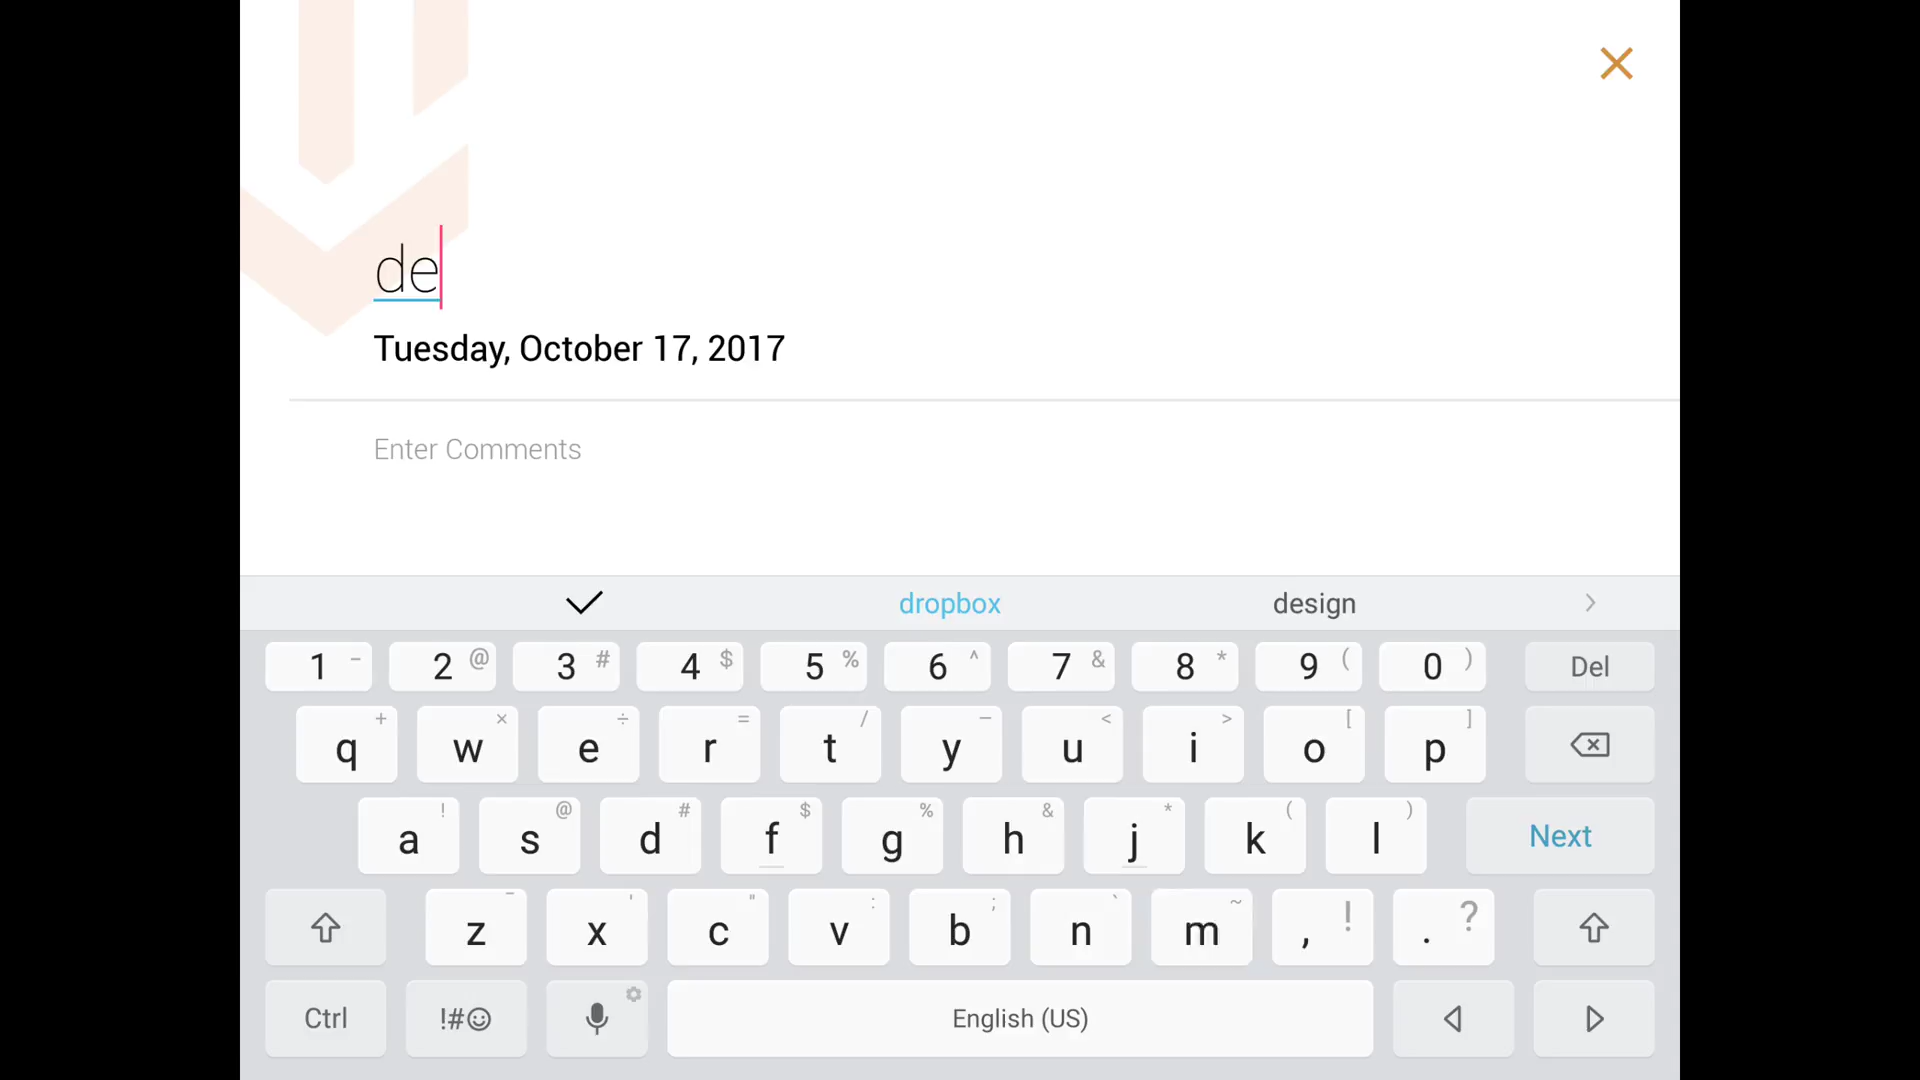 de
Tuesday, October 17, 2017
Enter Comments
dropbox design
1 - 2 @ 3 # 4 $ 5 % 6 ^ 7 & 8 * 9 ( 0 ) Del
q + w × e ÷ r = t / y – u < i > o [ p ]
a ! s @ d # f $ g % h & j * k ( l ) Next
z - x ' c " v : b ; n ` m ~ , ! . ?
Ctrl !#☺ English (US)